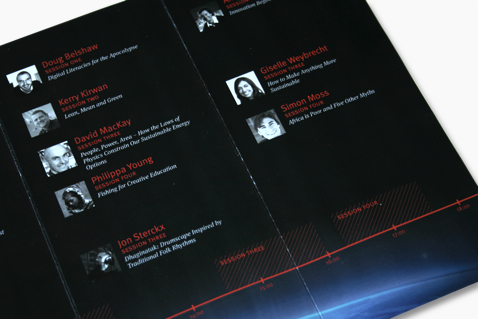 Doug Belshaw
SESSION ONE
Digital Literacies for the Apocalypse
Kerry Kirwan
SESSION TWO
Lean, Mean and Green
David MacKay
SESSION THREE
People, Power, Area – How the Laws of
Physics Constrain Our Sustainable Energy
Options
Philippa Young
SESSION FOUR
Fishing for Creative Education
Jon Sterckx
SESSION THREE
Dhaginatak: Drumscape Inspired by
Traditional Folk Rhythms
Innovation
Giselle Weybrecht
SESSION THREE
How to Make Anything More
Sustainable
Simon Moss
SESSION FOUR
Africa is Poor and Five Other Myths
SESSION THREE
SESSION FOUR